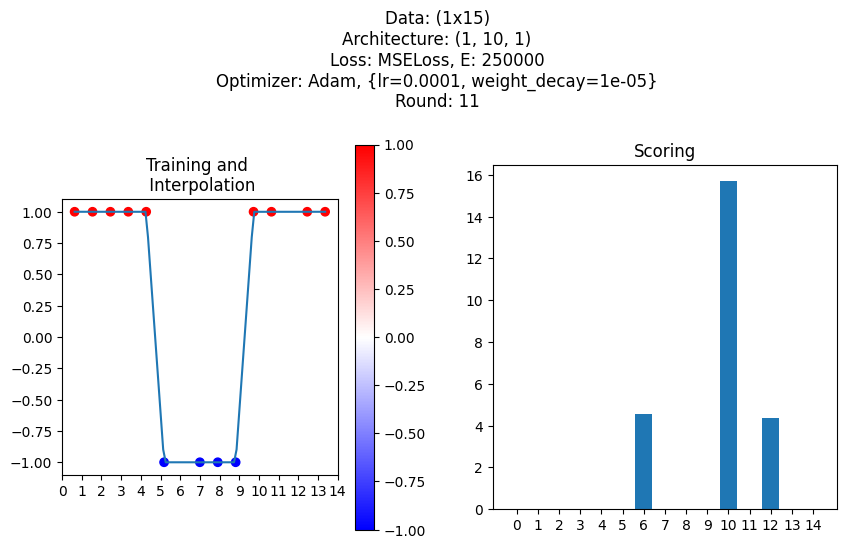 Data: (1x15)
Architecture: (1, 10, 1)
Loss: MSELoss, E: 250000
Optimizer: Adam, {lr=0.0001, weight_decay=1e-05}
Round: 11
Training and
Interpolation
1.00
0.75
0.50
0.25
0.00
−0.25
−0.50
−0.75
−1.00
0 1 2 3 4 5 6 7 8 9 10 11 12 13 14
1.00
0.75
0.50
0.25
0.00
−0.25
−0.50
−0.75
−1.00
Scoring
16
14
12
10
8
6
4
2
0
0 1 2 3 4 5 6 7 8 9 10 11 12 13 14